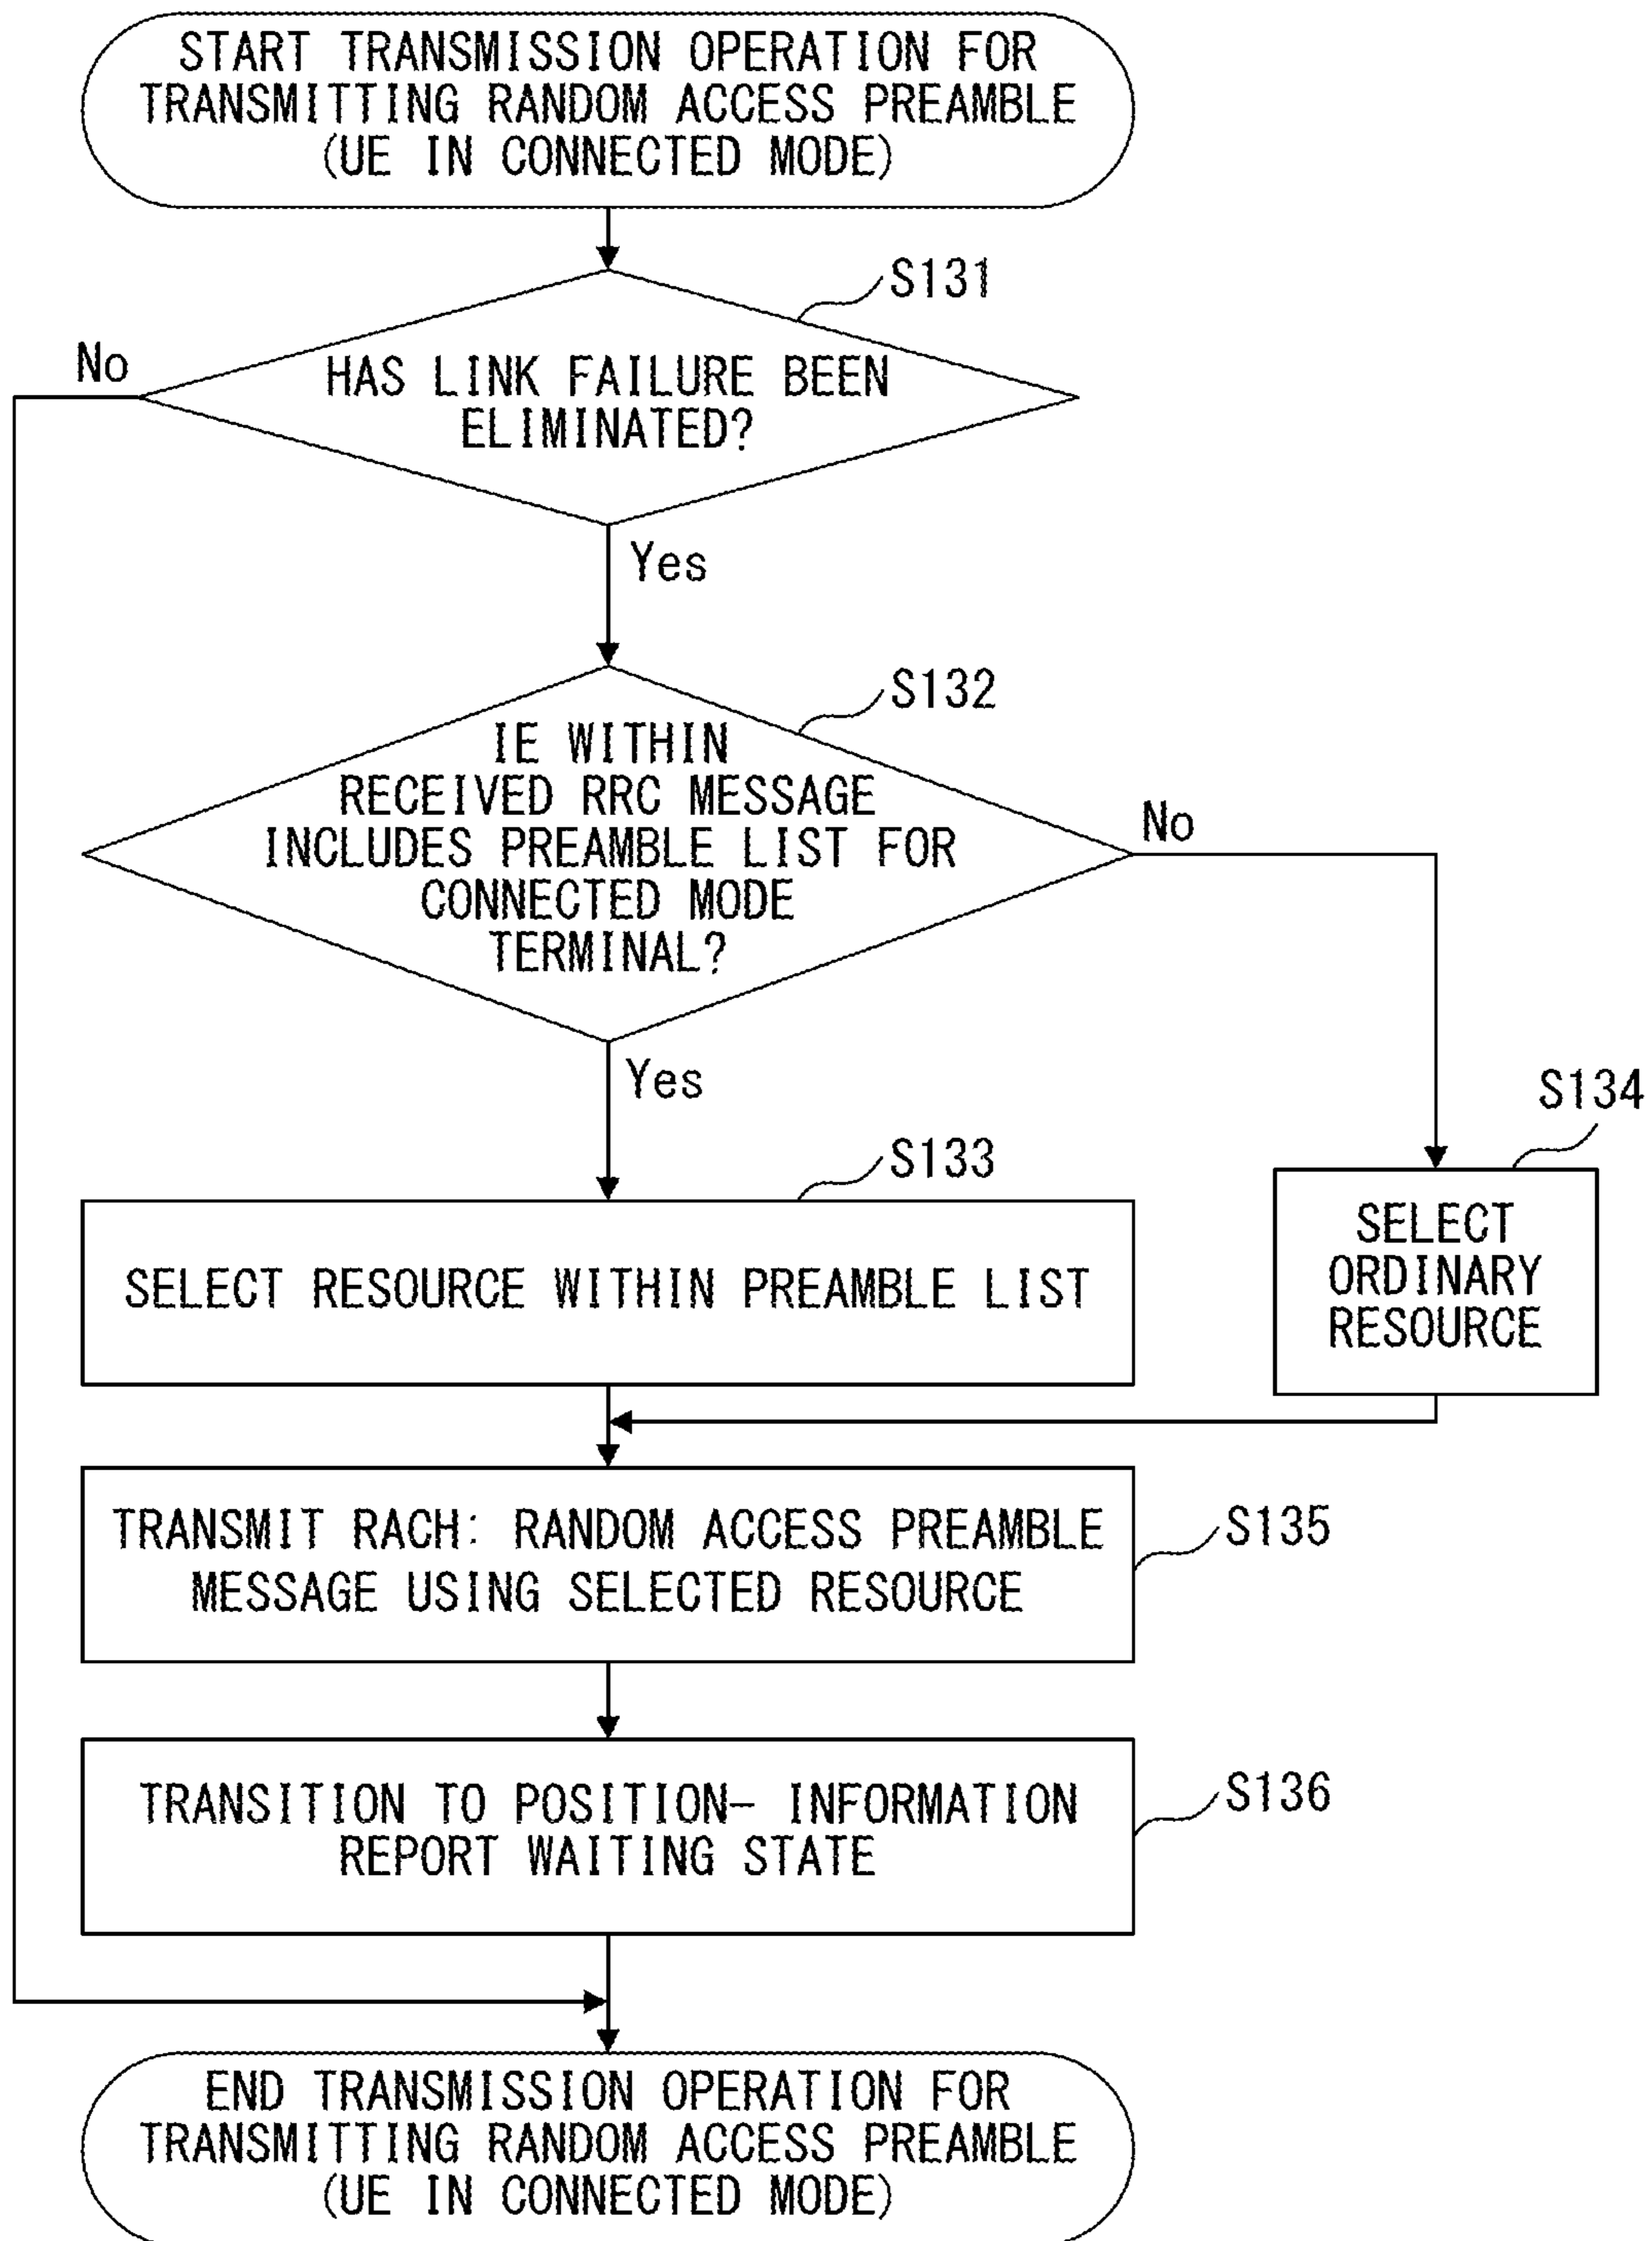 START TRANSMISSION OPERATION FOR
TRANSMITTING RANDOM ACCESS PREAMBLE
(UE IN CONNECTED MODE)
S131
No
HAS LINK FAILURE BEEN
ELIMINATED?
Yes
S132
IE WITHIN
RECEIVED RRC MESSAGE
INCLUDES PREAMBLE LIST FOR
CONNECTED MODE
TERMINAL?
No
Yes
S133
SELECT RESOURCE WITHIN PREAMBLE LIST
S134
SELECT
ORDINARY
RESOURCE
TRANSMIT RACH: RANDOM ACCESS PREAMBLE
MESSAGE USING SELECTED RESOURCE
S135
TRANSITION TO POSITION- INFORMATION
REPORT WAITING STATE
S136
END TRANSMISSION OPERATION FOR
TRANSMITTING RANDOM ACCESS PREAMBLE
(UE IN CONNECTED MODE)